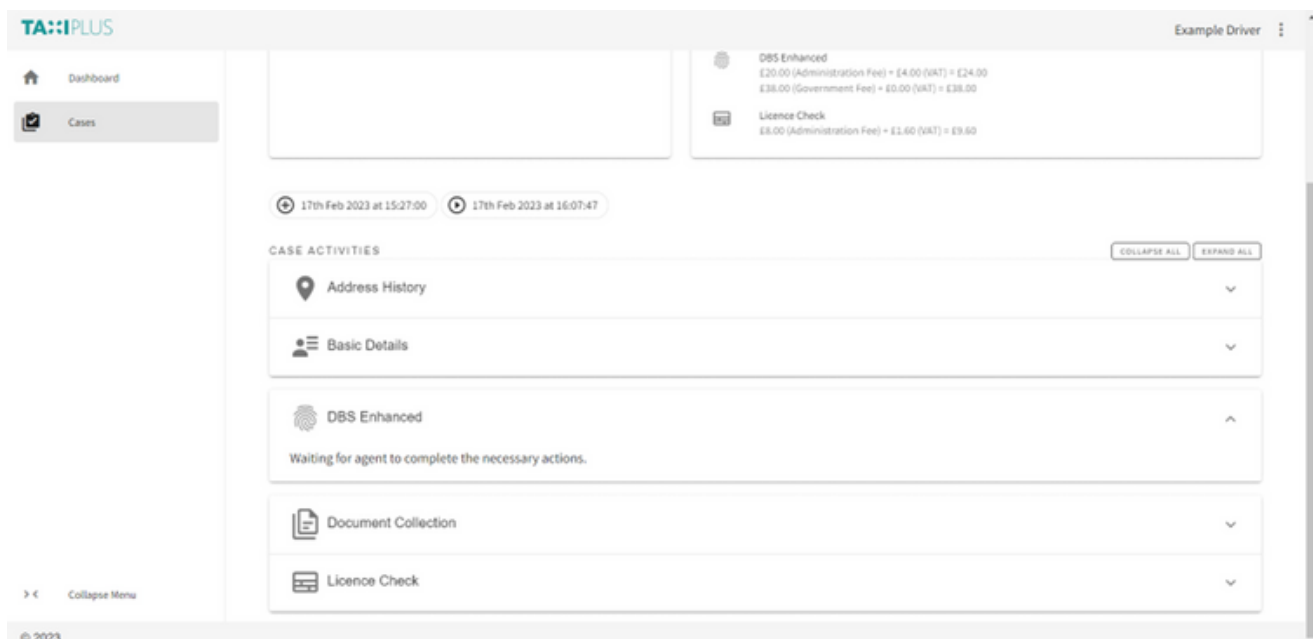 TAXIPLUS
Example Driver
Dashboard
Cases
DBS Enhanced
£20.00 (Administration Fee) + £4.00 (VAT) = £24.00
£38.00 (Government Fee) + £0.00 (VAT) = £38.00
Licence Check
£8.00 (Administration Fee) + £1.60 (VAT) = £9.60
17th Feb 2023 at 15:27:00
17th Feb 2023 at 16:07:47
CASE ACTIVITIES
COLLAPSE ALL
EXPAND ALL
Address History
Basic Details
DBS Enhanced
Waiting for agent to complete the necessary actions.
Document Collection
Licence Check
Collapse Menu
© 2023